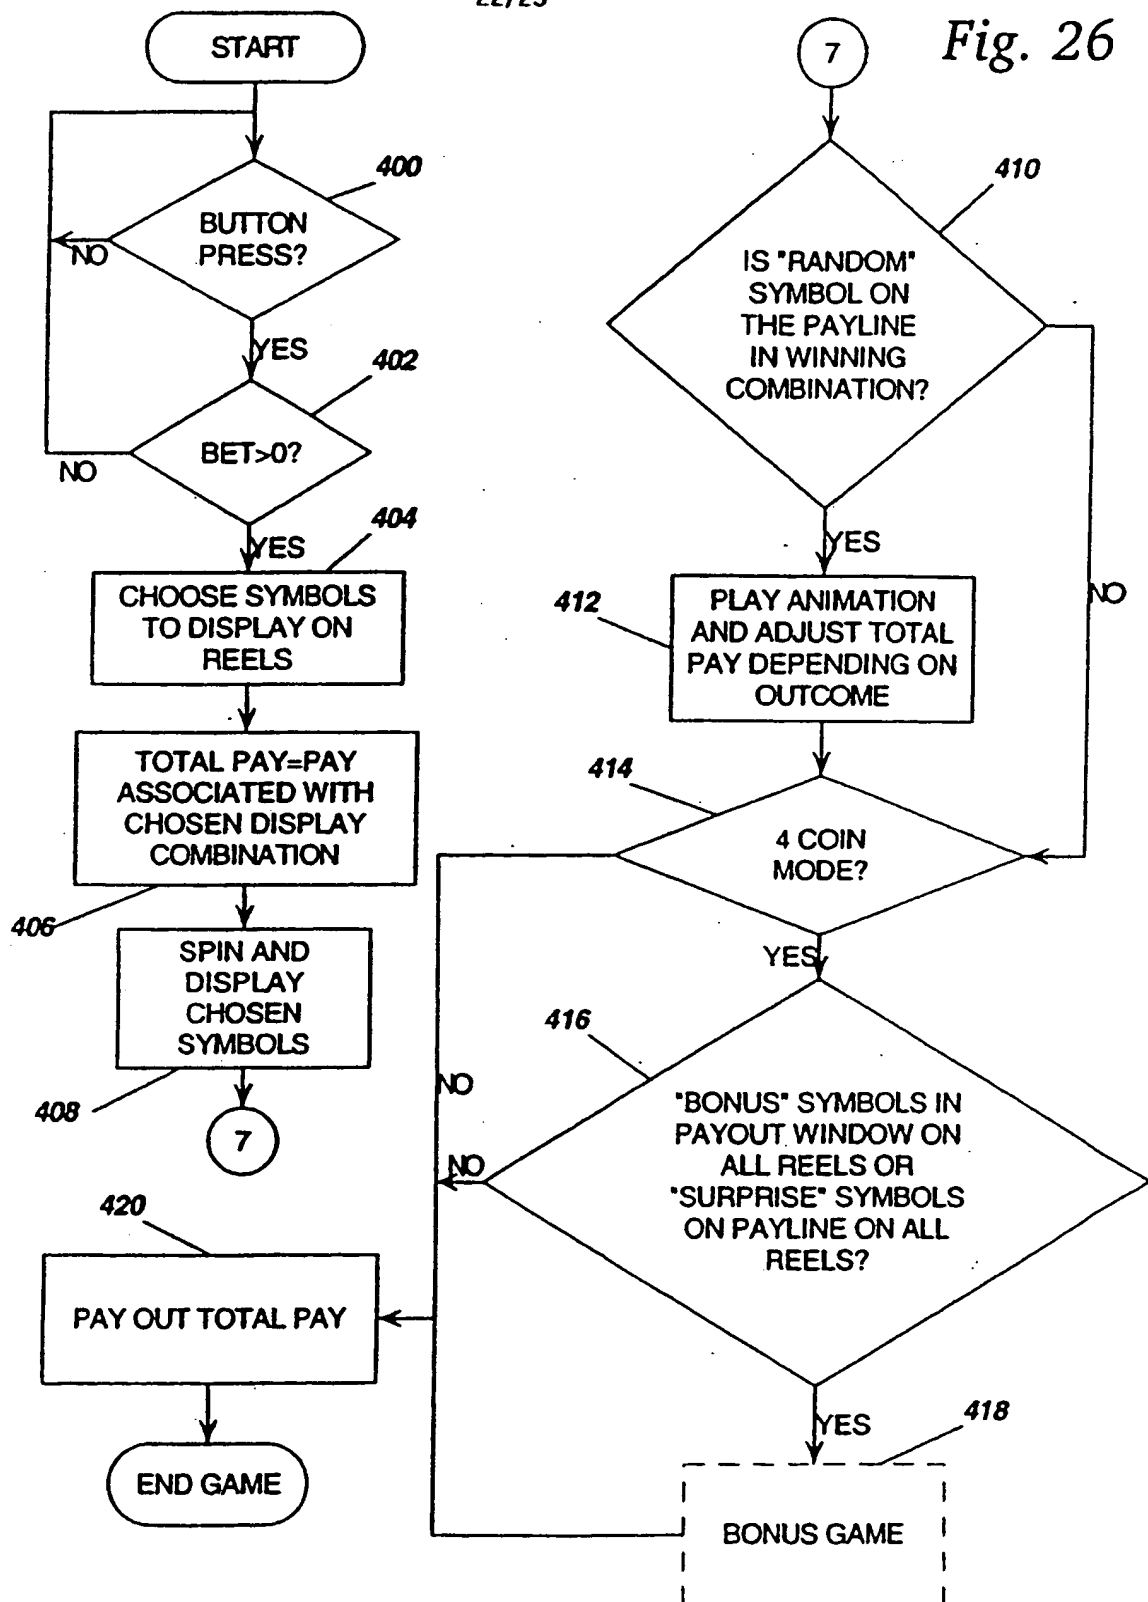 Fig. 26
START
400
BUTTON
PRESS?
NO
YES
402
BET>0?
NO
YES
404
CHOOSE SYMBOLS
TO DISPLAY ON
REELS
TOTAL PAY=PAY
ASSOCIATED WITH
CHOSEN DISPLAY
COMBINATION
406
SPIN AND
DISPLAY
CHOSEN
SYMBOLS
408
7
420
PAY OUT TOTAL PAY
END GAME
7
410
IS "RANDOM"
SYMBOL ON
THE PAYLINE
IN WINNING
COMBINATION?
YES
NO
412
PLAY ANIMATION
AND ADJUST TOTAL
PAY DEPENDING ON
OUTCOME
414
4 COIN
MODE?
YES
NO
416
"BONUS" SYMBOLS IN
PAYOUT WINDOW ON
ALL REELS OR
"SURPRISE" SYMBOLS
ON PAYLINE ON ALL
REELS?
NO
YES
418
BONUS GAME